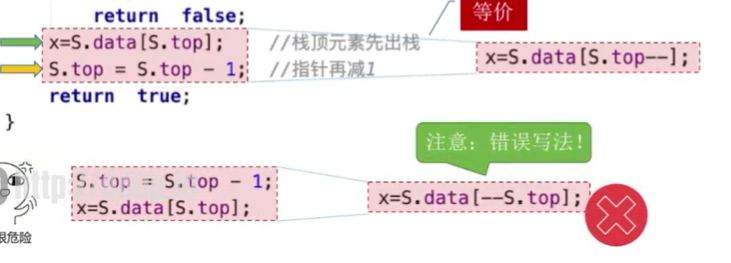 return false;
等价
x=S.data[S.top]; //栈顶元素先出栈
x=S.data[S.top--];
S.top = S.top - 1; //指针再减1
return true;
}
注意：错误写法！
S.top = S.top - 1;
x=S.data[--S.top];
x=S.data[S.top];
很危险